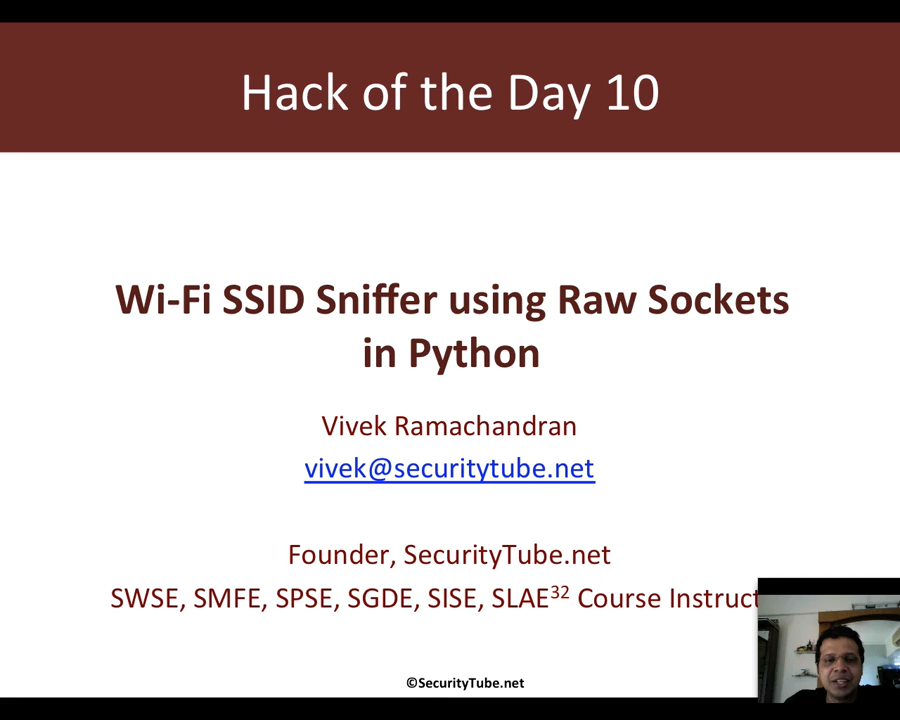 Hack of the Day 10
Wi-Fi SSID Sniffer using Raw Sockets
in Python
Vivek Ramachandran
vivek@securitytube.net
Founder, SecurityTube.net
SWSE, SMFE, SPSE, SGDE, SISE, SLAE³² Course Instruct
©SecurityTube.net